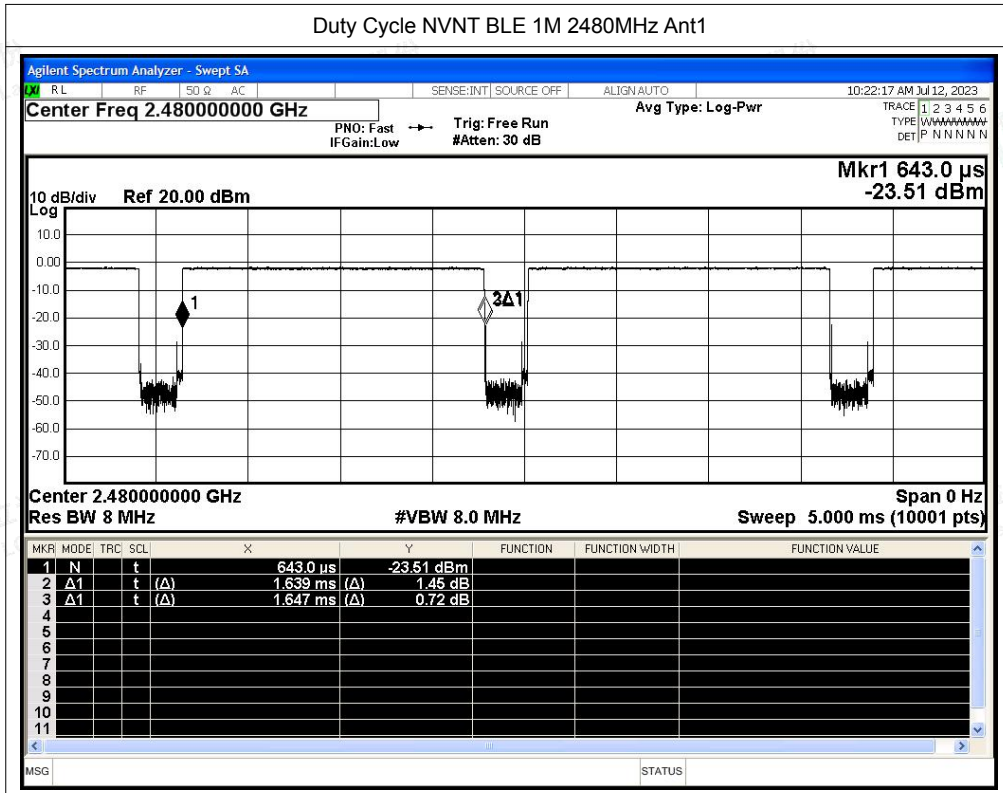 Duty Cycle NVNT BLE 1M 2480MHz Ant1
Agilent Spectrum Analyzer - Swept SA
LXI RL RF 50 Ω AC SENSE:INT SOURCE OFF ALIGN AUTO 10:22:17 AM Jul 12, 2023
Center Freq 2.480000000 GHz
PNO: Fast
IFGain:Low
Trig: Free Run
#Atten: 30 dB
Avg Type: Log-Pwr
TRACE 1 2 3 4 5 6
TYPE WWWWWW
DET P N N N N N
Mkr1 643.0 µs
-23.51 dBm
10 dB/div Ref 20.00 dBm
Log
10.0
0.00
-10.0
-20.0
-30.0
-40.0
-50.0
-60.0
-70.0
1
3Δ1
Center 2.480000000 GHz Span 0 Hz
Res BW 8 MHz #VBW 8.0 MHz Sweep 5.000 ms (10001 pts)
MKR MODE TRC SCL X Y FUNCTION FUNCTION WIDTH FUNCTION VALUE
1 N t 643.0 µs -23.51 dBm
2 Δ1 t (Δ) 1.639 ms (Δ) 1.45 dB
3 Δ1 t (Δ) 1.647 ms (Δ) 0.72 dB
4
5
6
7
8
9
10
11
MSG STATUS